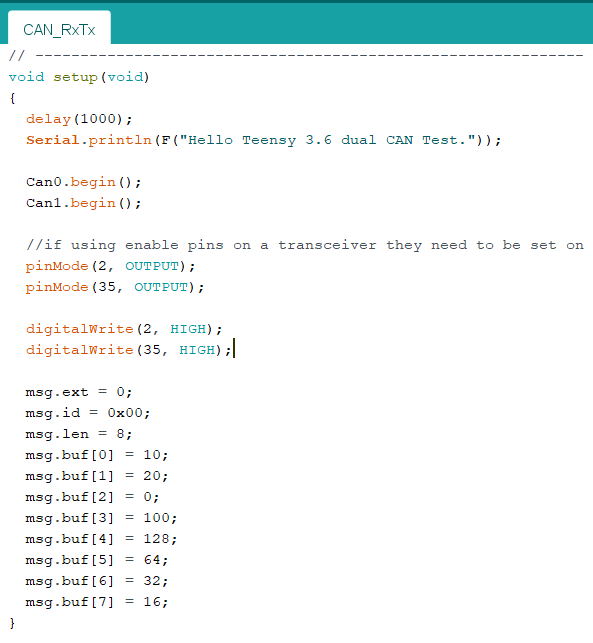 CAN_RxTx
// -------------------------------------------------------------
void setup(void)
{
  delay(1000);
  Serial.println(F("Hello Teensy 3.6 dual CAN Test."));

  Can0.begin();
  Can1.begin();

  //if using enable pins on a transceiver they need to be set on
  pinMode(2, OUTPUT);
  pinMode(35, OUTPUT);

  digitalWrite(2, HIGH);
  digitalWrite(35, HIGH);

  msg.ext = 0;
  msg.id = 0x00;
  msg.len = 8;
  msg.buf[0] = 10;
  msg.buf[1] = 20;
  msg.buf[2] = 0;
  msg.buf[3] = 100;
  msg.buf[4] = 128;
  msg.buf[5] = 64;
  msg.buf[6] = 32;
  msg.buf[7] = 16;
}